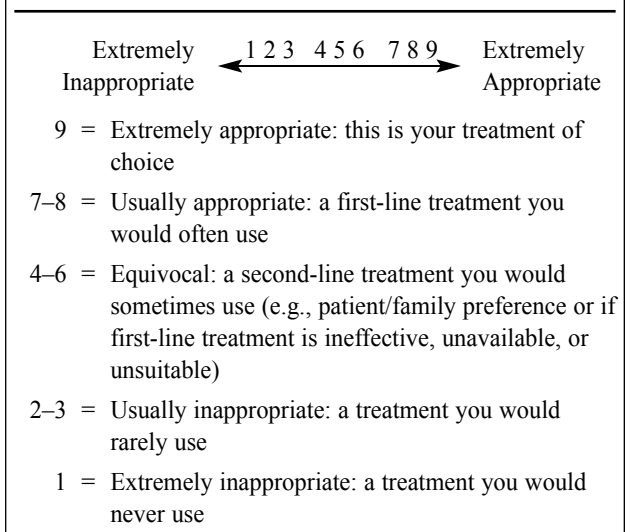 Extremely 1 2 3 4 5 6 7 8 9 Extremely
Inappropriate Appropriate
9 = Extremely appropriate: this is your treatment of
choice
7–8 = Usually appropriate: a first-line treatment you
would often use
4–6 = Equivocal: a second-line treatment you would
sometimes use (e.g., patient/family preference or if
first-line treatment is ineffective, unavailable, or
unsuitable)
2–3 = Usually inappropriate: a treatment you would
rarely use
1 = Extremely inappropriate: a treatment you would
never use